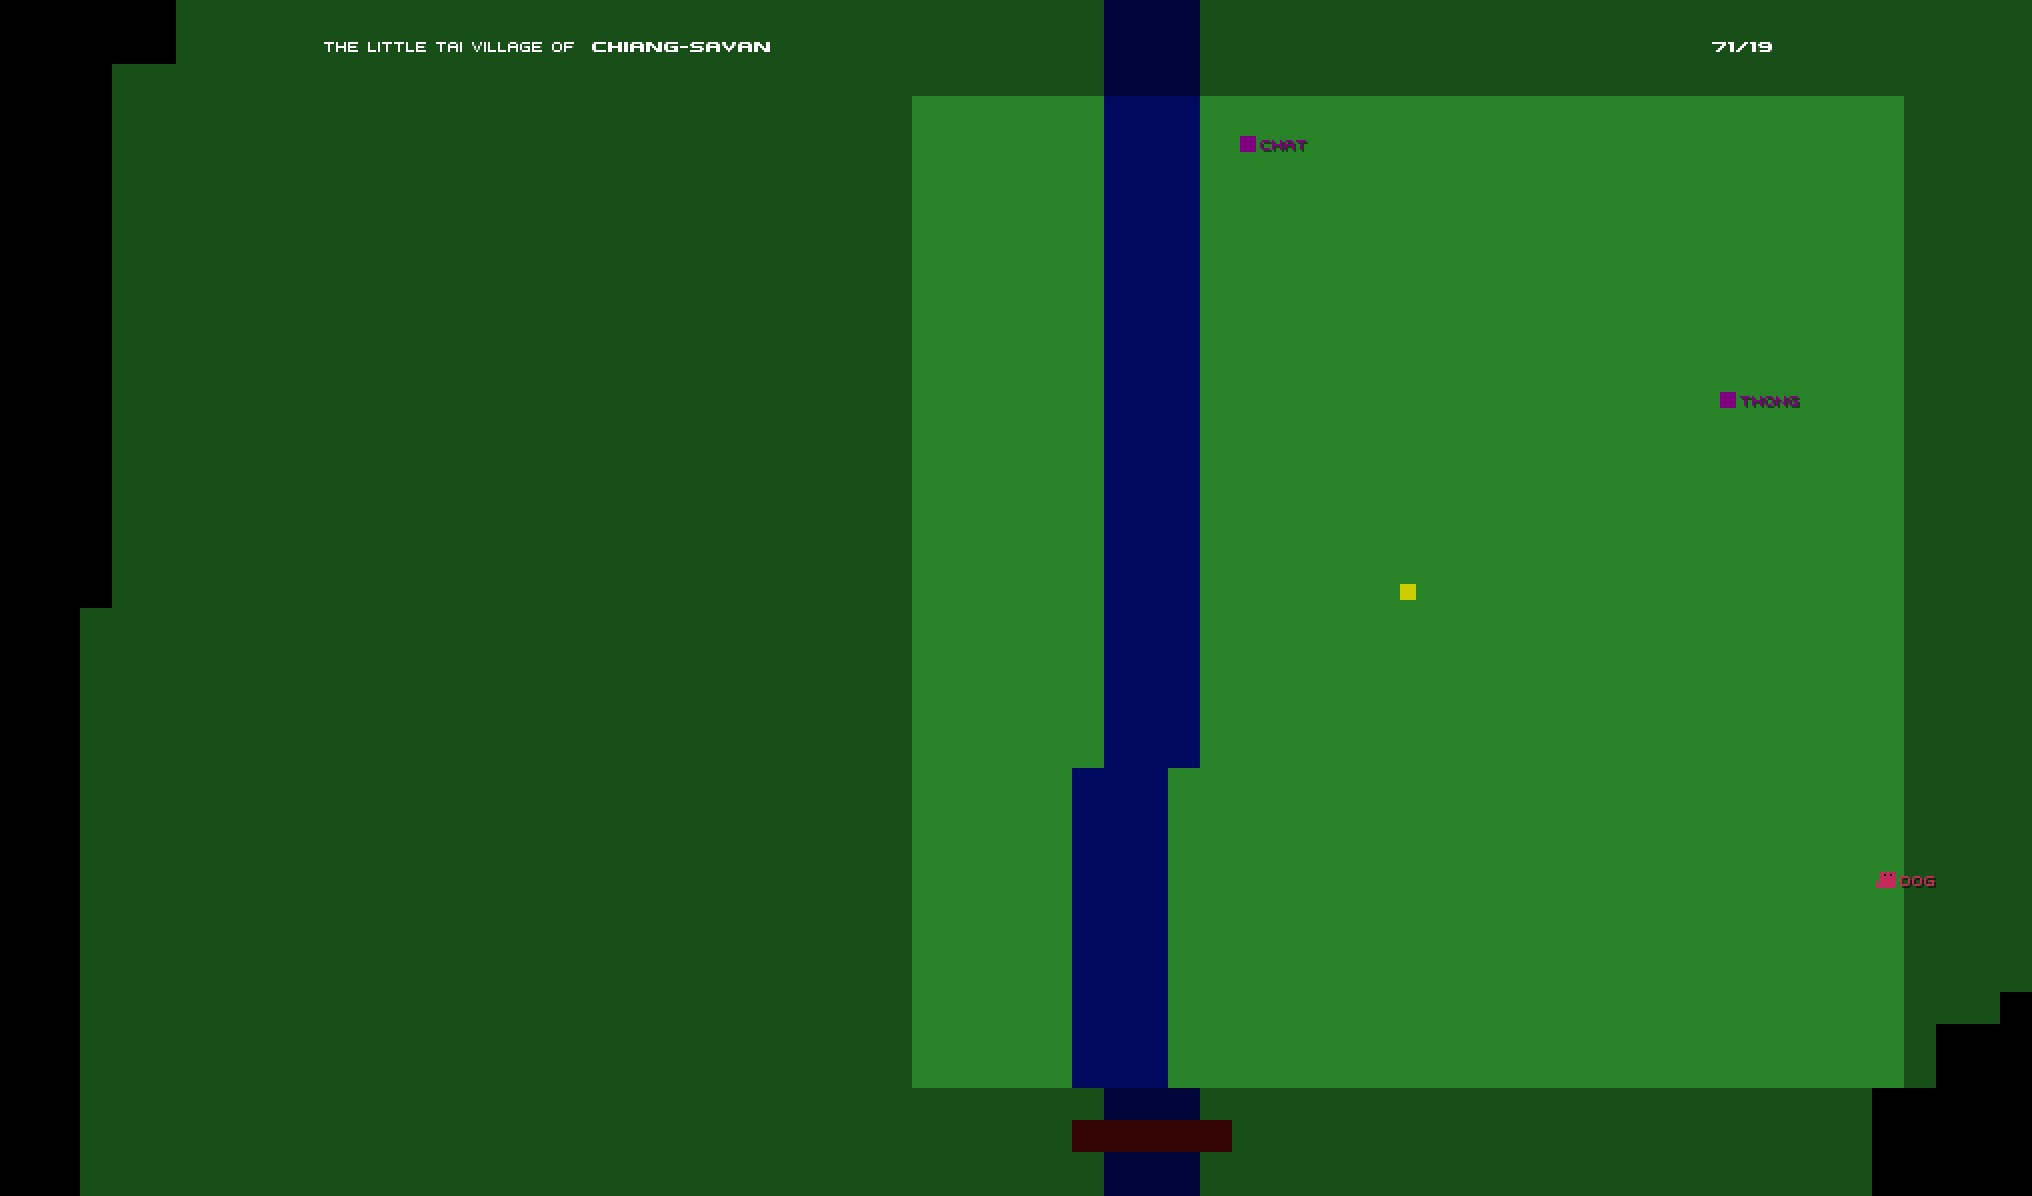 THE LITTLE TAI VILLAGE OF CHIANG-SAVAN
71/19
CHAT
THONG
DOG